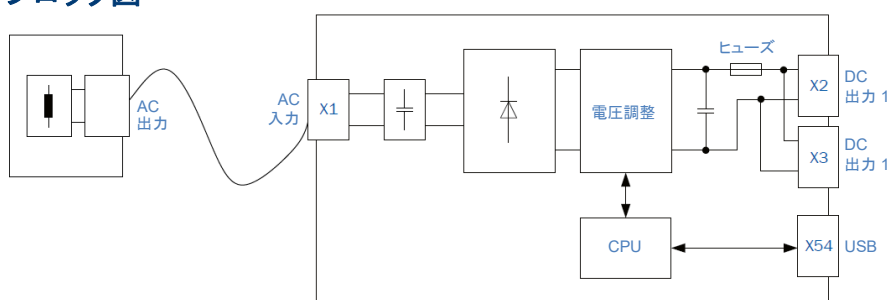 ブロック図
AC
出力
AC
入力
X1
電圧調整
ヒューズ
X2
DC
出力 1
X3
DC
出力 1
CPU
X54
USB